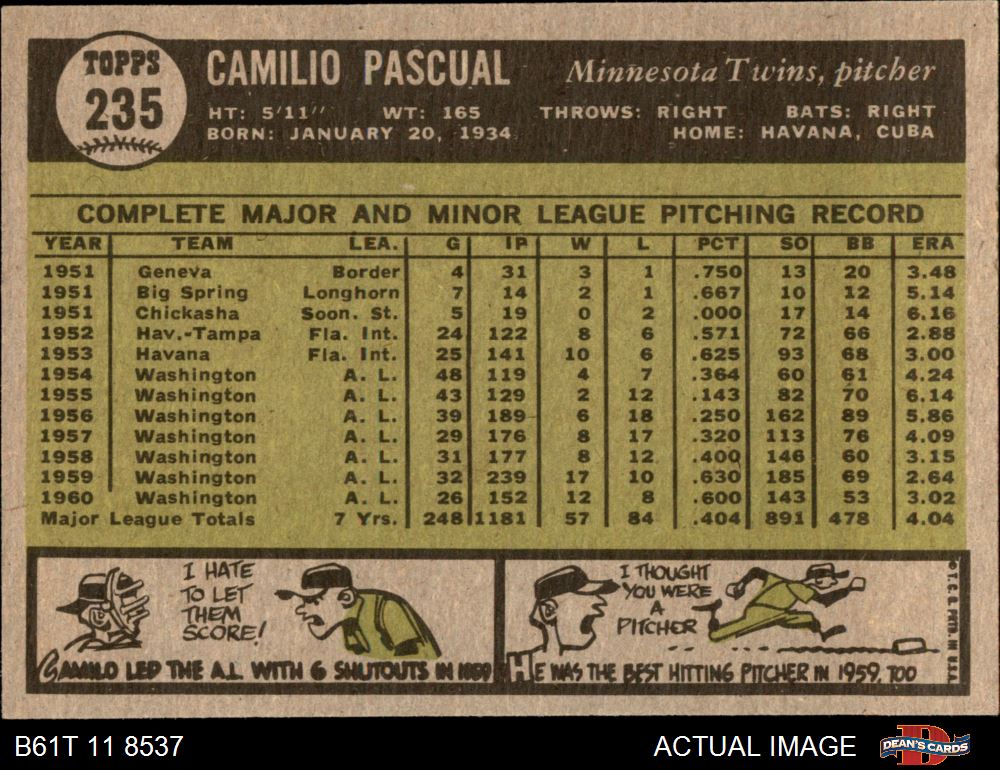 TOPPS
235
CAMILIO PASCUAL
Minnesota Twins, pitcher
HT: 5'11" WT: 165 THROWS: RIGHT BATS: RIGHT
BORN: JANUARY 20, 1934 HOME: HAVANA, CUBA
COMPLETE MAJOR AND MINOR LEAGUE PITCHING RECORD
YEAR TEAM LEA. G IP W L PCT SO BB ERA
1951 Geneva Border 4 31 3 1 .750 13 20 3.48
1951 Big Spring Longhorn 7 14 2 1 .667 10 12 5.14
1951 Chickasha Soon. St. 5 19 0 2 .000 17 14 6.16
1952 Hav.-Tampa Fla. Int. 24 122 8 6 .571 72 66 2.88
1953 Havana Fla. Int. 25 141 10 6 .625 93 68 3.00
1954 Washington A. L. 48 119 4 7 .364 60 61 4.24
1955 Washington A. L. 43 129 2 12 .143 82 70 6.14
1956 Washington A. L. 39 189 6 18 .250 162 89 5.86
1957 Washington A. L. 29 176 8 17 .320 113 76 4.09
1958 Washington A. L. 31 177 8 12 .400 146 60 3.15
1959 Washington A. L. 32 239 17 10 .630 185 69 2.64
1960 Washington A. L. 26 152 12 8 .600 143 53 3.02
Major League Totals 7 Yrs. 248 1181 57 84 .404 891 478 4.04
I HATE
TO LET
THEM
SCORE!
CAMILO LED THE A.L. WITH 6 SHUTOUTS IN 1959
I THOUGHT
YOU WERE
A
PITCHER
HE WAS THE BEST HITTING PITCHER IN 1959, TOO
© T. C. G. PRTD. IN U.S.A.
B61T 11 8537
ACTUAL IMAGE
DEAN'S CARDS